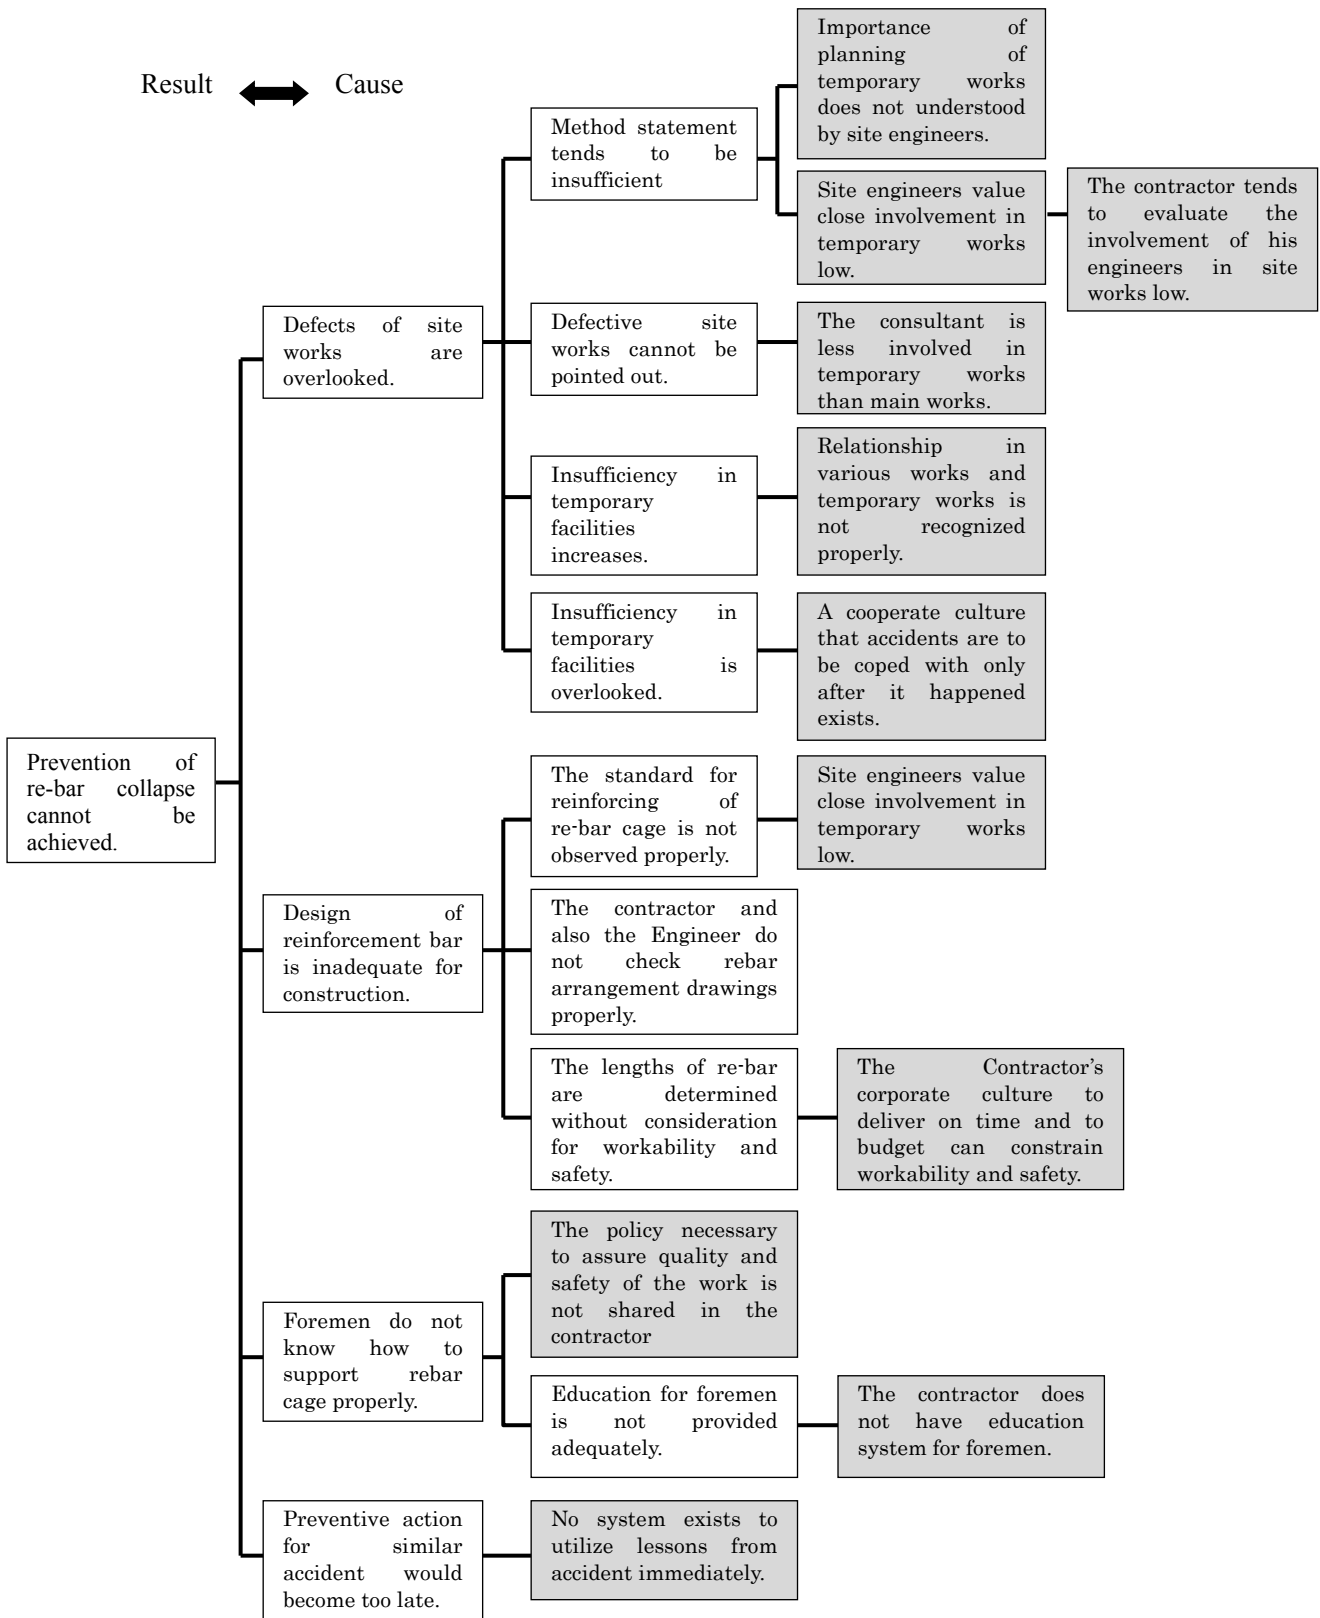 Result
Cause
Importance of
planning of
temporary works
does not understood
by site engineers.
Method statement
tends to be
insufficient
Site engineers value
close involvement in
temporary works
low.
The contractor tends
to evaluate the
involvement of his
engineers in site
works low.
Defects of site
works are
overlooked.
Defective site
works cannot be
pointed out.
The consultant is
less involved in
temporary works
than main works.
Insufficiency in
temporary
facilities
increases.
Relationship in
various works and
temporary works is
not recognized
properly.
Insufficiency in
temporary
facilities is
overlooked.
A cooperate culture
that accidents are to
be coped with only
after it happened
exists.
Prevention of
re-bar collapse
cannot be
achieved.
The standard for
reinforcing of
re-bar cage is not
observed properly.
Site engineers value
close involvement in
temporary works
low.
Design of
reinforcement bar
is inadequate for
construction.
The contractor and
also the Engineer do
not check rebar
arrangement drawings
properly.
The lengths of re-bar
are determined
without consideration
for workability and
safety.
The Contractor's
corporate culture to
deliver on time and to
budget can constrain
workability and safety.
The policy necessary
to assure quality and
safety of the work is
not shared in the
contractor
Foremen do not
know how to
support rebar
cage properly.
Education for foremen
is not provided
adequately.
The contractor does
not have education
system for foremen.
Preventive action
for similar
accident would
become too late.
No system exists to
utilize lessons from
accident immediately.